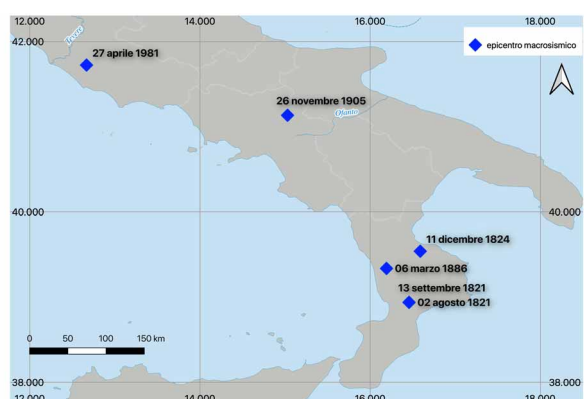 12.000 14.000 16.000 18.000
42.000
Tevere
epicentro macrosismico
27 aprile 1981
26 novembre 1905
Ofanto
40.000 40.000
11 dicembre 1824
06 marzo 1886
13 settembre 1821
02 agosto 1821
0 50 100 150 km
38.000 38.000
12.000 14.000 16.000 18.000